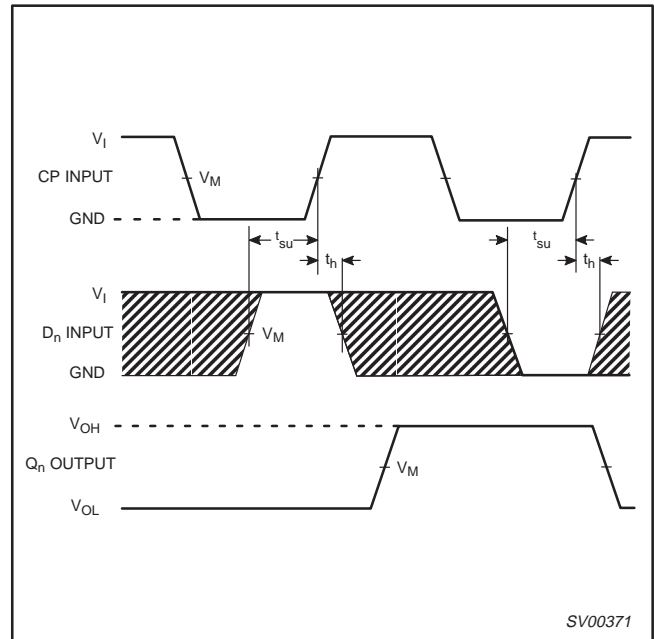 V_I
CP INPUT
V_M
GND
t_su
t_su
t_h
t_h
V_I
D_n INPUT
V_M
GND
V_OH
Q_n OUTPUT
V_M
V_OL
SV00371